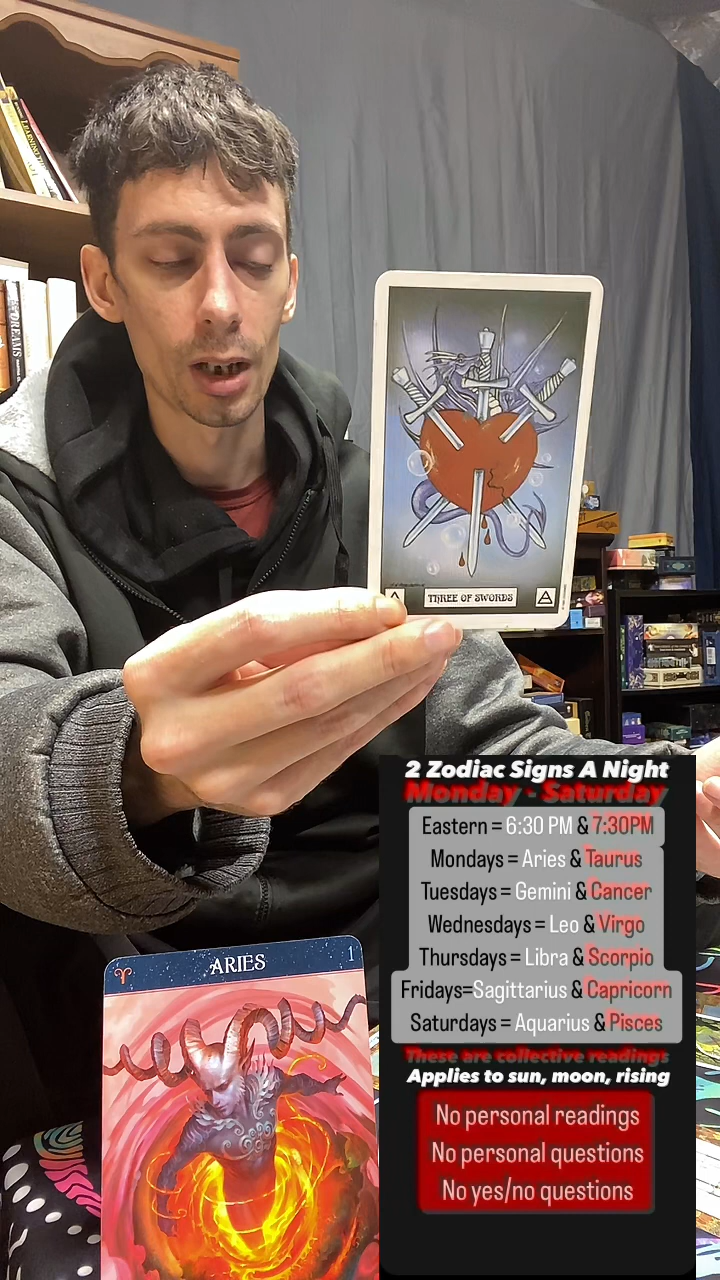 DREAMS
THREE OF SWORDS
2 Zodiac Signs A Night
Monday - Saturday
Eastern = 6:30 PM & 7:30PM
Mondays = Aries & Taurus
Tuesdays = Gemini & Cancer
Wednesdays = Leo & Virgo
Thursdays = Libra & Scorpio
Fridays=Sagittarius & Capricorn
Saturdays = Aquarius & Pisces
These are collective readings
Applies to sun, moon, rising
No personal readings
No personal questions
No yes/no questions
ARIES 1